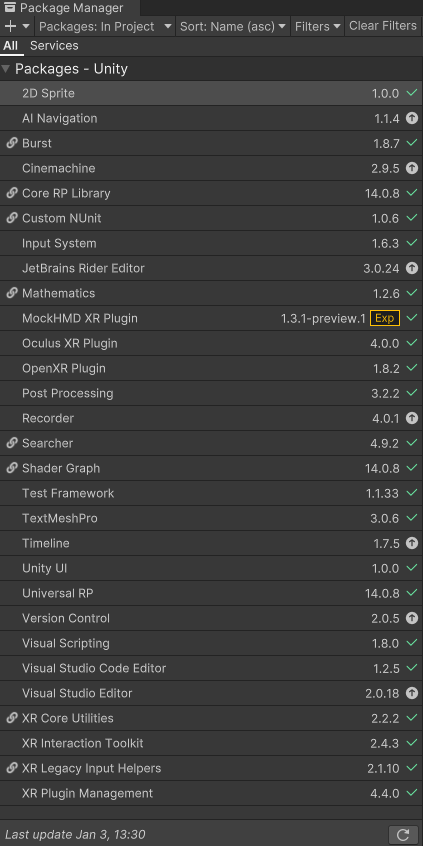 Package Manager
Packages: In Project Sort: Name (asc) Filters Clear Filters
All Services
Packages - Unity
2D Sprite 1.0.0
AI Navigation 1.1.4
Burst 1.8.7
Cinemachine 2.9.5
Core RP Library 14.0.8
Custom NUnit 1.0.6
Input System 1.6.3
JetBrains Rider Editor 3.0.24
Mathematics 1.2.6
MockHMD XR Plugin 1.3.1-preview.1 Exp
Oculus XR Plugin 4.0.0
OpenXR Plugin 1.8.2
Post Processing 3.2.2
Recorder 4.0.1
Searcher 4.9.2
Shader Graph 14.0.8
Test Framework 1.1.33
TextMeshPro 3.0.6
Timeline 1.7.5
Unity UI 1.0.0
Universal RP 14.0.8
Version Control 2.0.5
Visual Scripting 1.8.0
Visual Studio Code Editor 1.2.5
Visual Studio Editor 2.0.18
XR Core Utilities 2.2.2
XR Interaction Toolkit 2.4.3
XR Legacy Input Helpers 2.1.10
XR Plugin Management 4.4.0
Last update Jan 3, 13:30